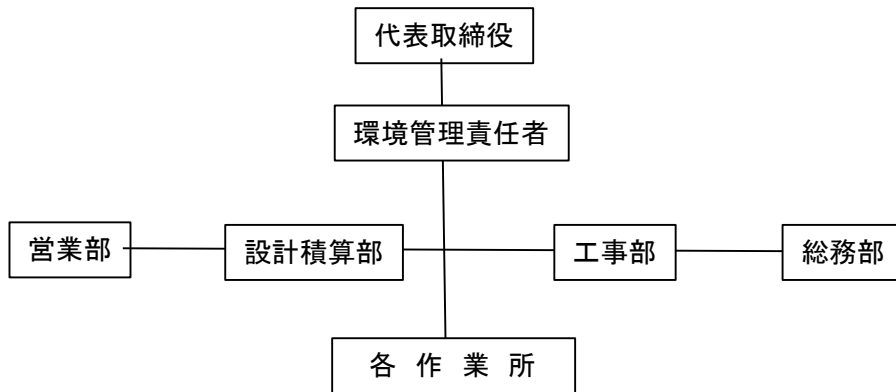 代表取締役
環境管理責任者
営業部
設計積算部
工事部
総務部
各 作 業 所